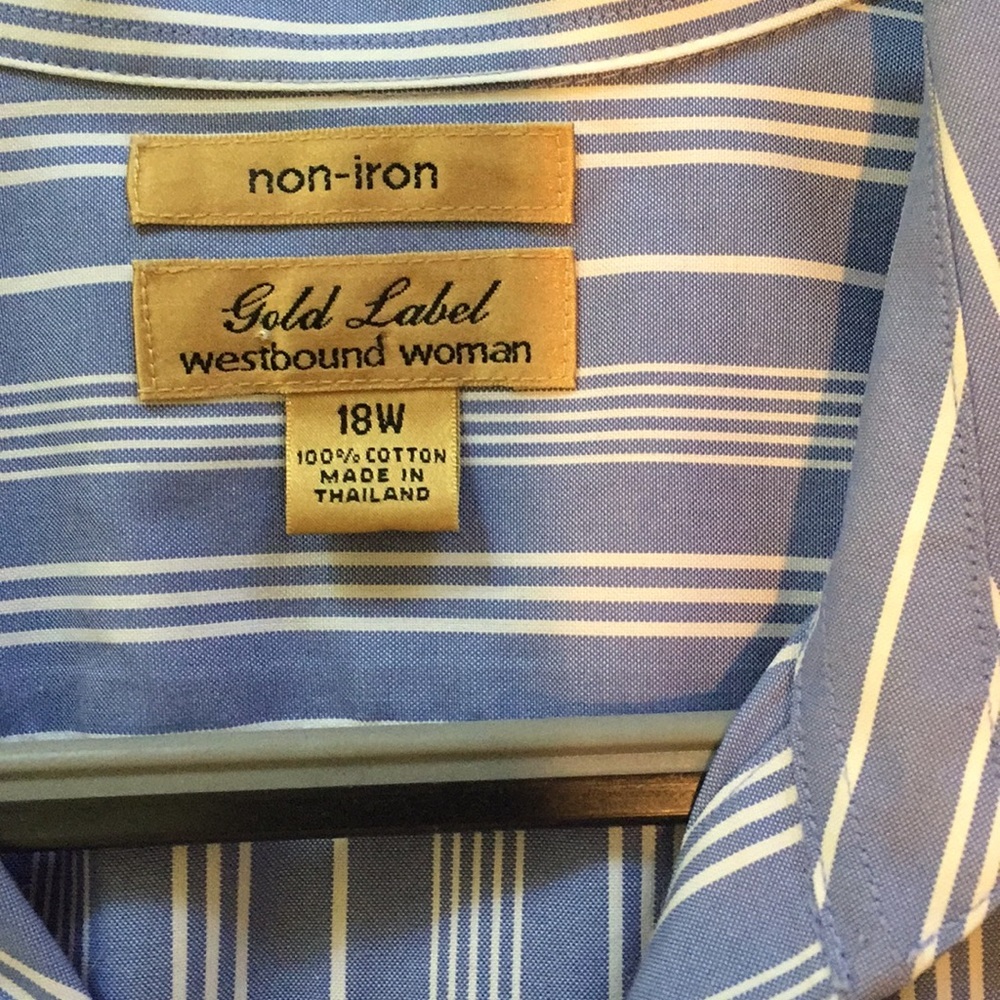 non-iron
Gold Label
westbound woman
18W
100% COTTON
MADE IN
THAILAND